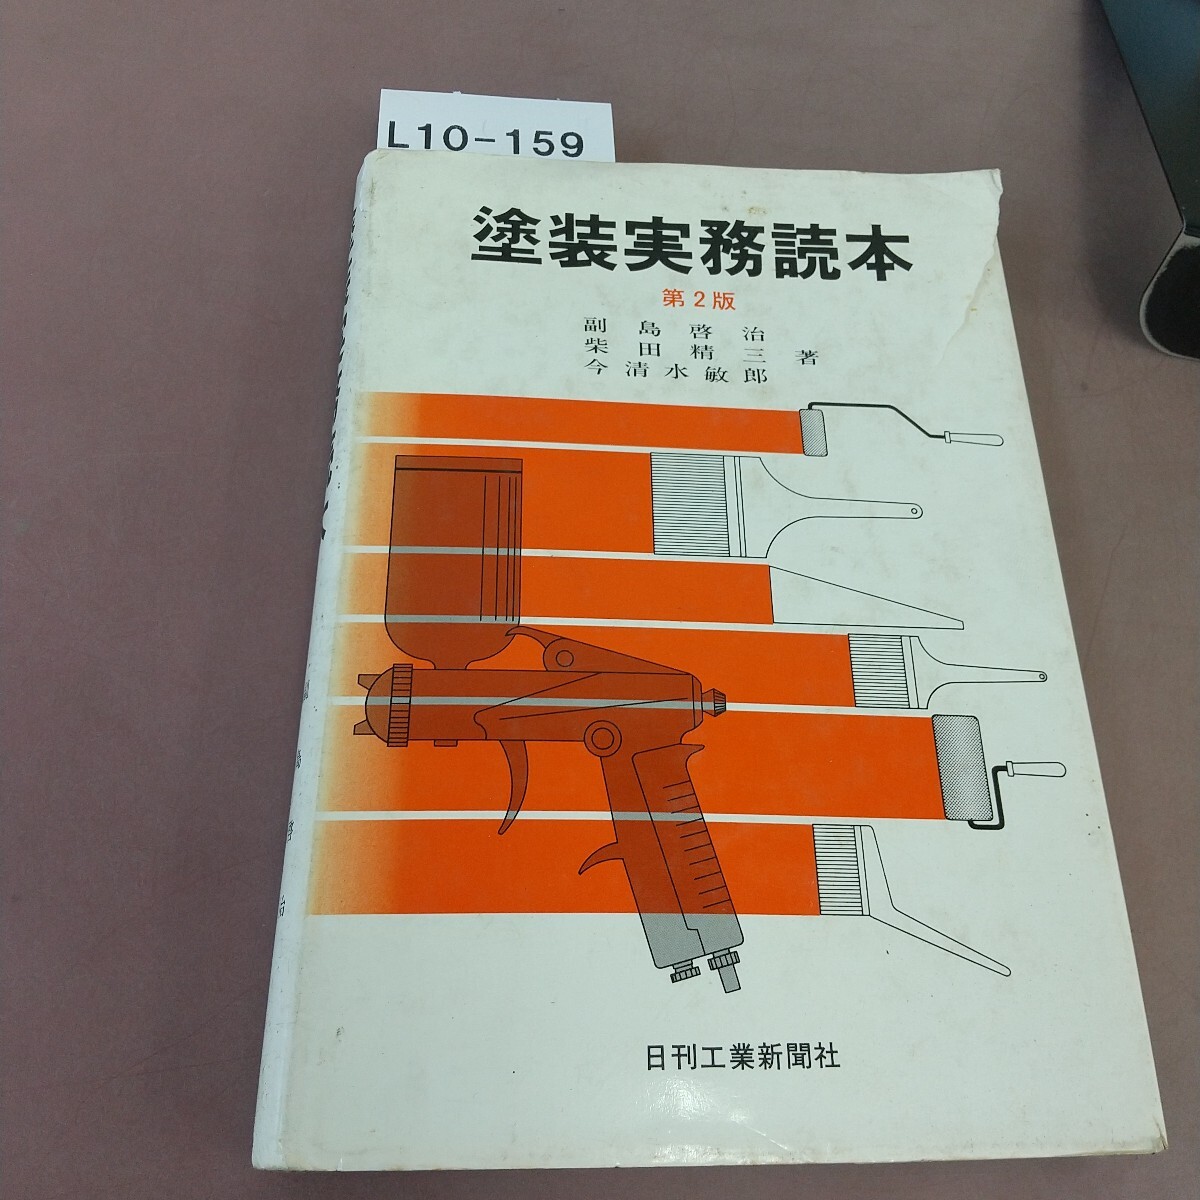 L10-159
塗装実務読本
第2版
副島啓治
柴田精三 著
今清水敏郎
日刊工業新聞社